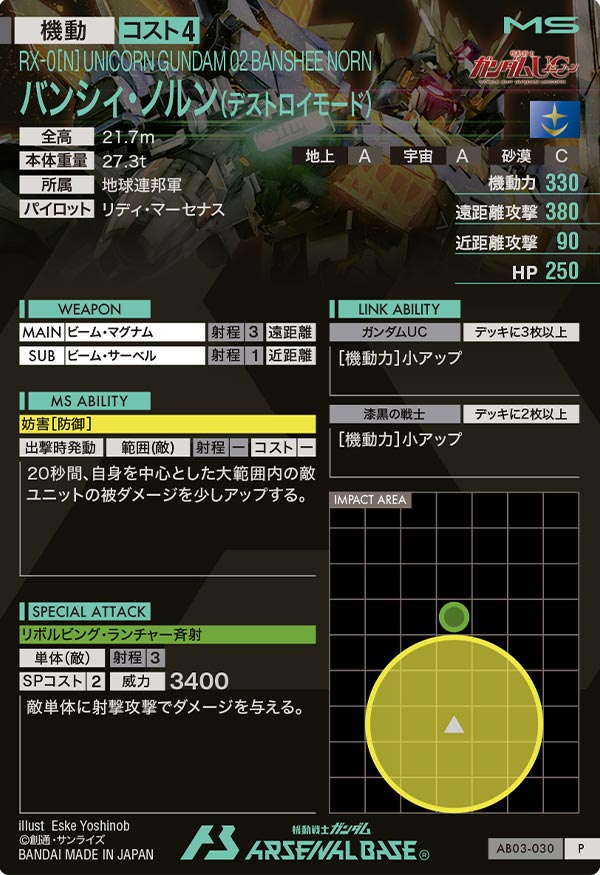 機動 コスト4 MS
RX-0[N] UNICORN GUNDAM 02 BANSHEE NORN
バンシィ・ノルン(デストロイモード)
機動戦士ガンダムUC
全高 21.7m
本体重量 27.3t
所属 地球連邦軍
パイロット リディ・マーセナス
地上 A 宇宙 A 砂漠 C
機動力 330
遠距離攻撃 380
近距離攻撃 90
HP 250
WEAPON
MAIN ビーム・マグナム 射程 3 遠距離
SUB ビーム・サーベル 射程 1 近距離
MS ABILITY
妨害[防御]
出撃時発動 範囲(敵) 射程 ー コスト ー
20秒間、自身を中心とした大範囲内の敵
ユニットの被ダメージを少しアップする。
SPECIAL ATTACK
リボルビング・ランチャー斉射
単体(敵) 射程 3
SPコスト 2 威力 3400
敵単体に射撃攻撃でダメージを与える。
LINK ABILITY
ガンダムUC デッキに3枚以上
[機動力]小アップ
漆黒の戦士 デッキに2枚以上
[機動力]小アップ
IMPACT AREA
illust Eske Yoshinob
©創通・サンライズ
BANDAI MADE IN JAPAN
機動戦士ガンダム
AB ARSENAL BASE®
AB03-030 P